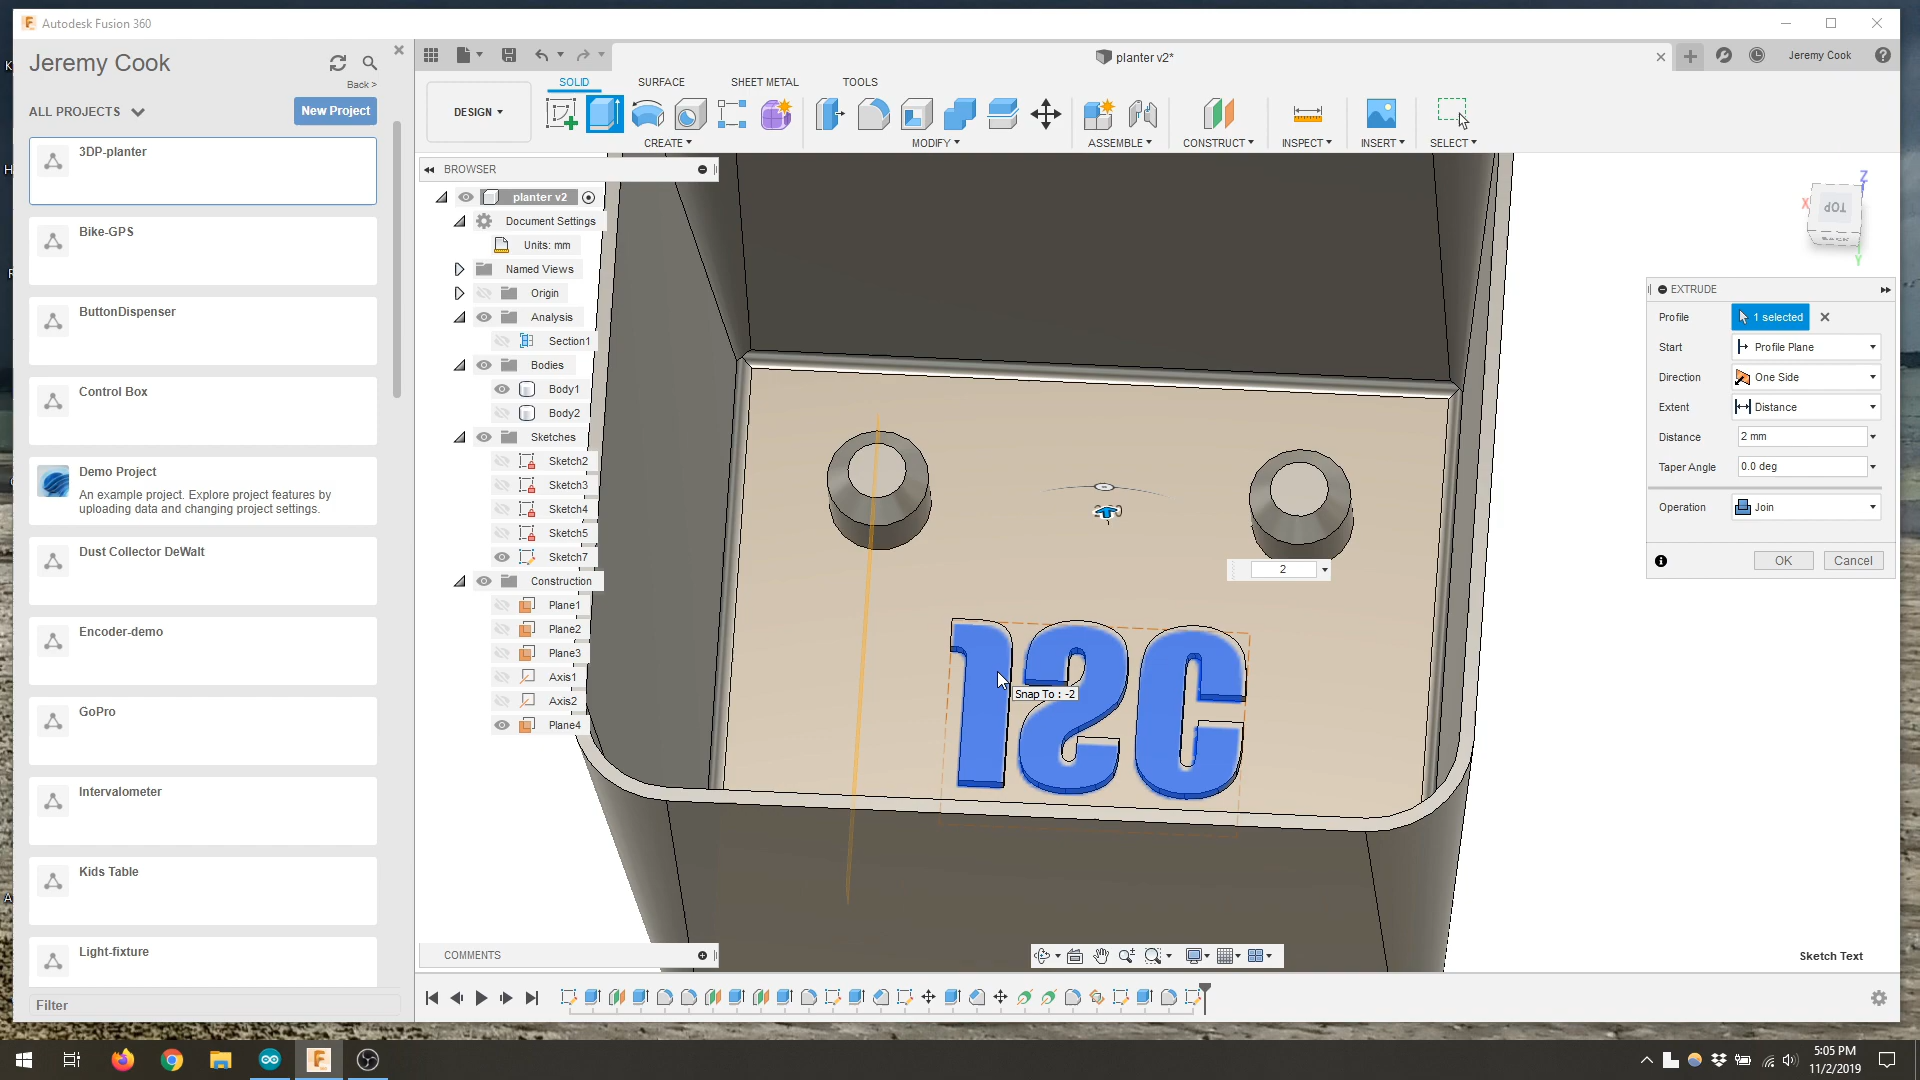 Autodesk Fusion 360
Jeremy Cook
Back >
ALL PROJECTS
New Project
3DP-planter
Bike-GPS
ButtonDispenser
Control Box
Demo Project
An example project. Explore project features by
uploading data and changing project settings.
Dust Collector DeWalt
Encoder-demo
GoPro
Intervalometer
Kids Table
Light-fixture
Filter
planter v2*
Jeremy Cook
DESIGN
SOLID
SURFACE
SHEET METAL
TOOLS
CREATE
MODIFY
ASSEMBLE
CONSTRUCT
INSPECT
INSERT
SELECT
BROWSER
planter v2
Document Settings
Units: mm
Named Views
Origin
Analysis
Section1
Bodies
Body1
Body2
Sketches
Sketch2
Sketch3
Sketch4
Sketch5
Sketch7
Construction
Plane1
Plane2
Plane3
Axis1
Axis2
Plane4
COMMENTS
TOP
BACK
X
Z
Y
EXTRUDE
Profile
1 selected
Start
Profile Plane
Direction
One Side
Extent
Distance
Distance
2 mm
Taper Angle
0.0 deg
Operation
Join
OK
Cancel
2
JSC
Snap To : -2
Sketch Text
5:05 PM
11/2/2019